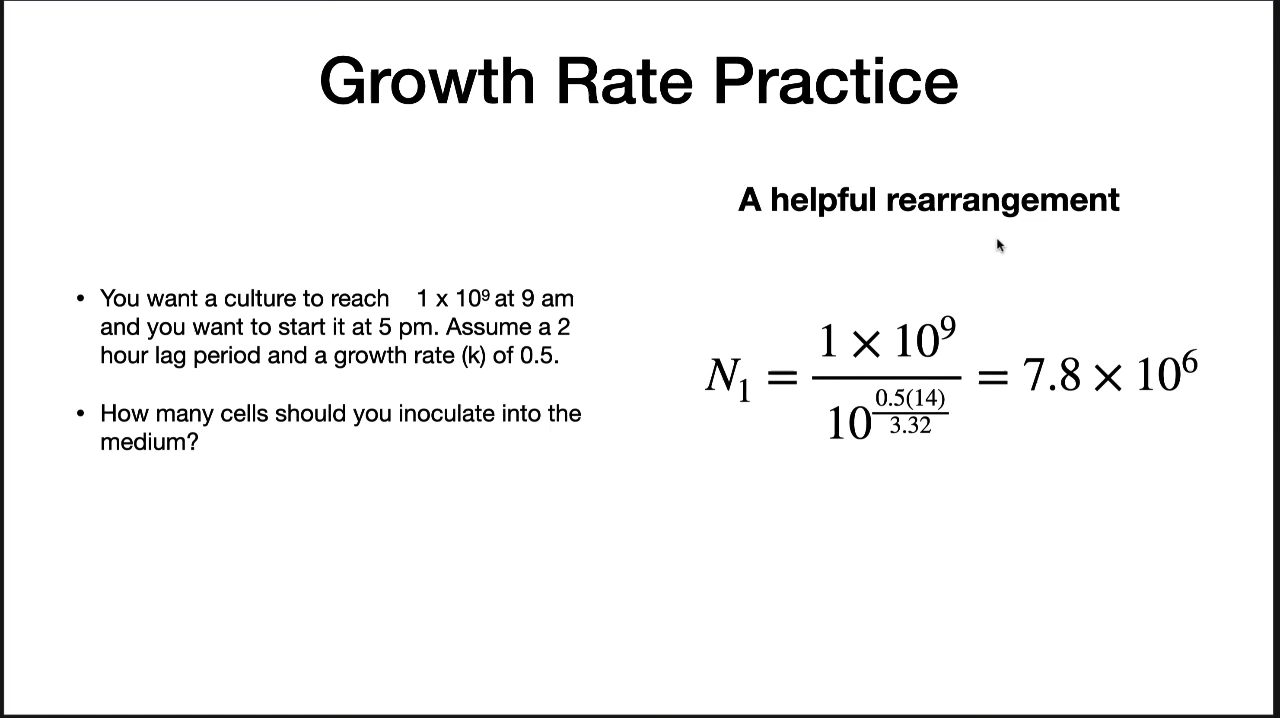 Growth Rate Practice
A helpful rearrangement
• You want a culture to reach 1 x 10⁹ at 9 am
and you want to start it at 5 pm. Assume a 2
hour lag period and a growth rate (k) of 0.5.
• How many cells should you inoculate into the
medium?
N₁ = (1 × 10⁹) / (10^(0.5(14)/3.32)) = 7.8 × 10⁶